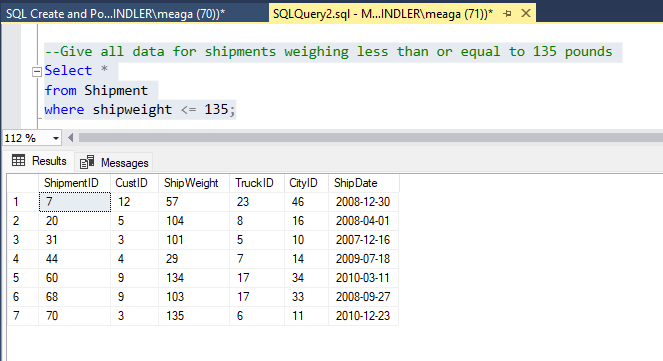 SQL Create and Po...INDLER\meaga (70))* SQLQuery2.sql - M...INDLER\meaga (71))*
--Give all data for shipments weighing less than or equal to 135 pounds
Select *
from Shipment
where shipweight <= 135;
112 %
Results Messages
ShipmentID CustID ShipWeight TruckID CityID ShipDate
1 7 12 57 23 46 2008-12-30
2 20 5 104 8 16 2008-04-01
3 31 3 101 5 10 2007-12-16
4 44 4 29 7 14 2009-07-18
5 60 9 134 17 34 2010-03-11
6 68 9 103 17 33 2008-09-27
7 70 3 135 6 11 2010-12-23